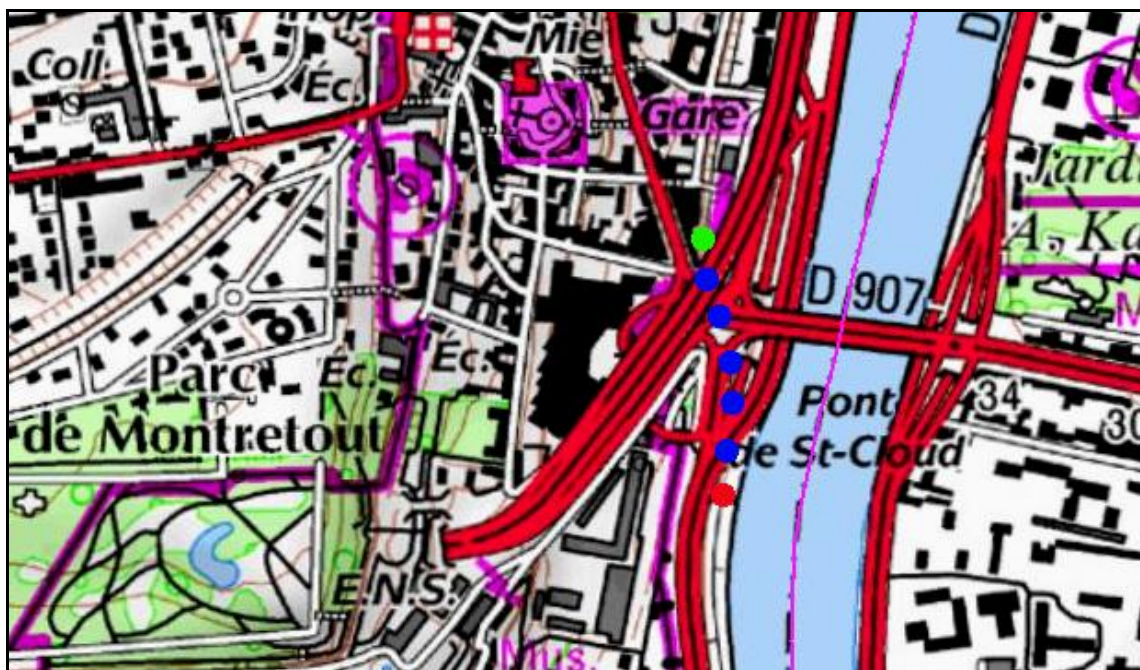 Hop.
Mie
D
Coll.
Éc.
Gare
Jardi
A. Ka
D 907
M
Parc
de Montretout
Éc.
Éc.
Pont
de St-Cloud
34
30
E.N.S.
Mus.